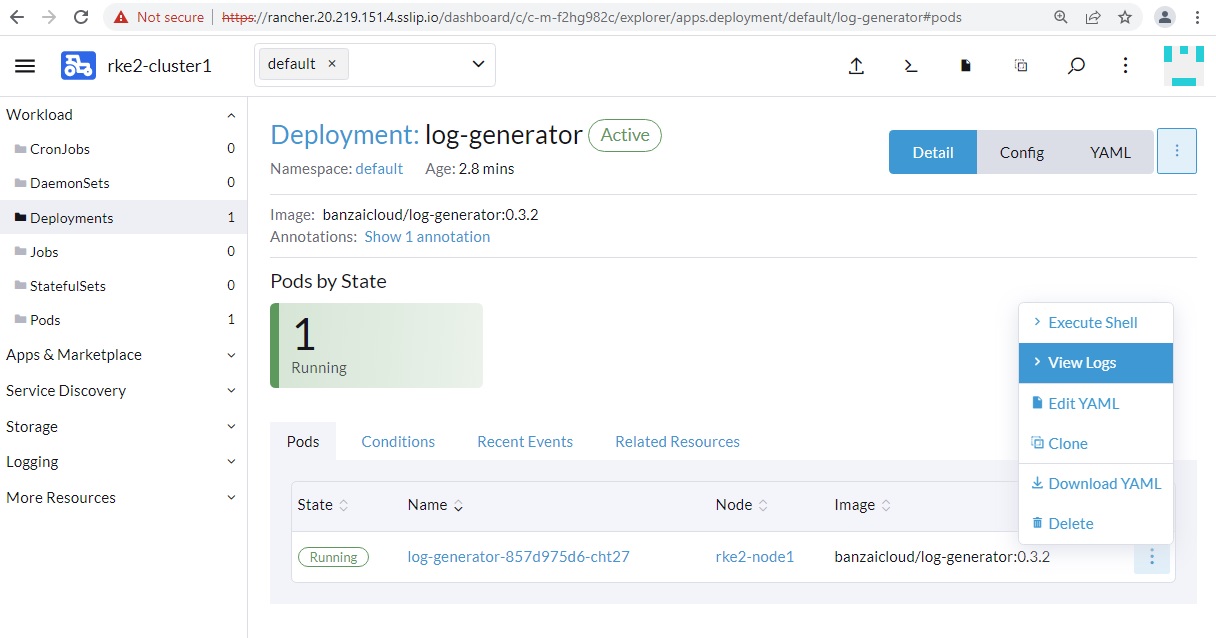 Not secure | https://rancher.20.219.151.4.sslip.io/dashboard/c/c-m-f2hg982c/explorer/apps.deployment/default/log-generator#pods
rke2-cluster1
default ×
Workload
CronJobs 0
DaemonSets 0
Deployments 1
Jobs 0
StatefulSets 0
Pods 1
Apps & Marketplace
Service Discovery
Storage
Logging
More Resources
Deployment: log-generator Active
Detail Config YAML
Namespace: default Age: 2.8 mins
Image: banzaicloud/log-generator:0.3.2
Annotations: Show 1 annotation
Pods by State
1
Running
Execute Shell
View Logs
Edit YAML
Clone
Download YAML
Delete
Pods Conditions Recent Events Related Resources
State Name Node Image
Running log-generator-857d975d6-cht27 rke2-node1 banzaicloud/log-generator:0.3.2